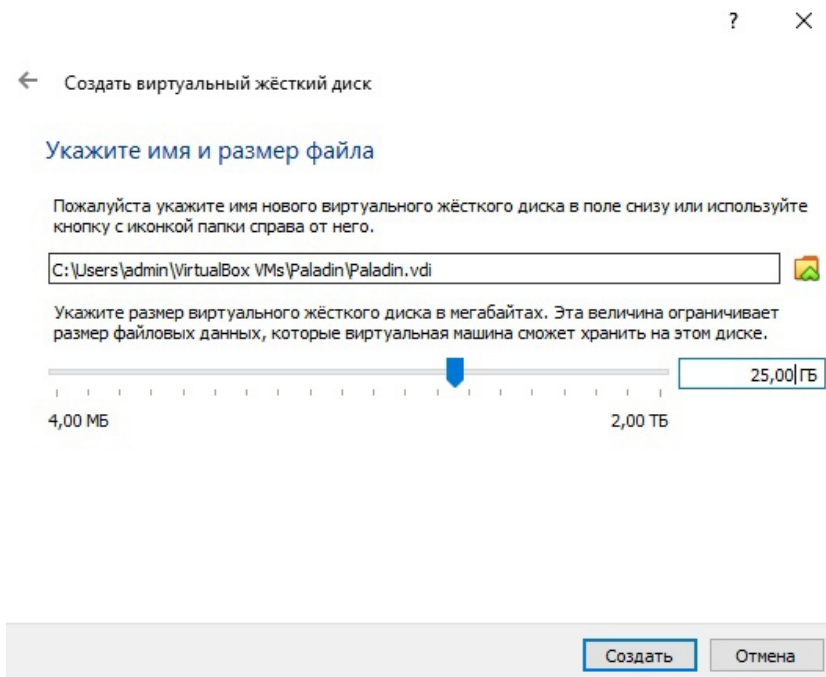 ?
Создать виртуальный жёсткий диск
Укажите имя и размер файла
Пожалуйста укажите имя нового виртуального жёсткого диска в поле снизу или используйте
кнопку с иконкой папки справа от него.
C:\Users\admin\VirtualBox VMs\Paladin\Paladin.vdi
Укажите размер виртуального жёсткого диска в мегабайтах. Эта величина ограничивает
размер файловых данных, которые виртуальная машина сможет хранить на этом диске.
25,00 ГБ
4,00 МБ 2,00 ТБ
Создать Отмена